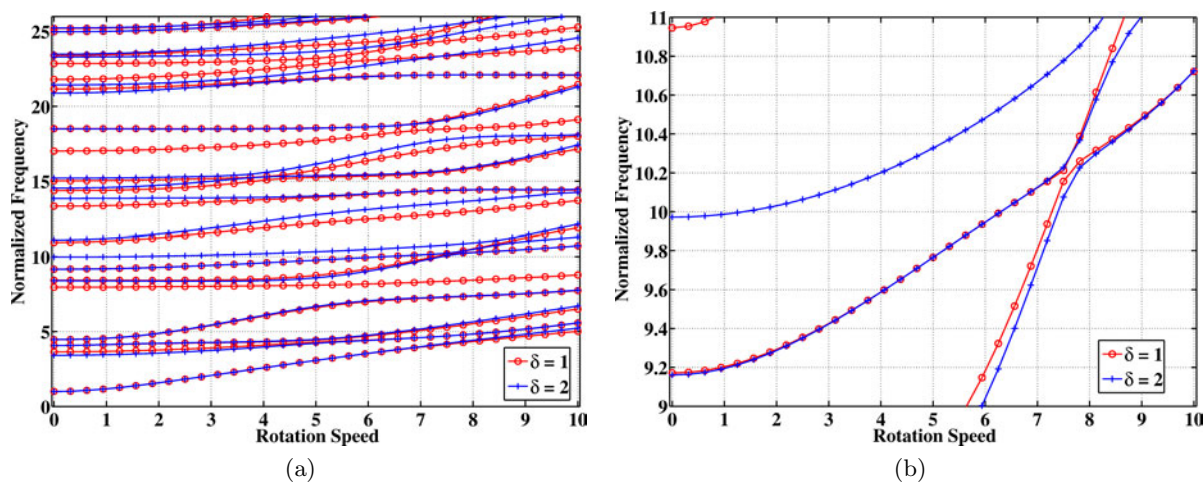 25
20
15
10
5
0
Normalized Frequency
0 1 2 3 4 5 6 7 8 9 10
Rotation Speed
δ = 1
δ = 2
(a)
11
10.8
10.6
10.4
10.2
10
9.8
9.6
9.4
9.2
9
Normalized Frequency
0 1 2 3 4 5 6 7 8 9 10
Rotation Speed
δ = 1
δ = 2
(b)